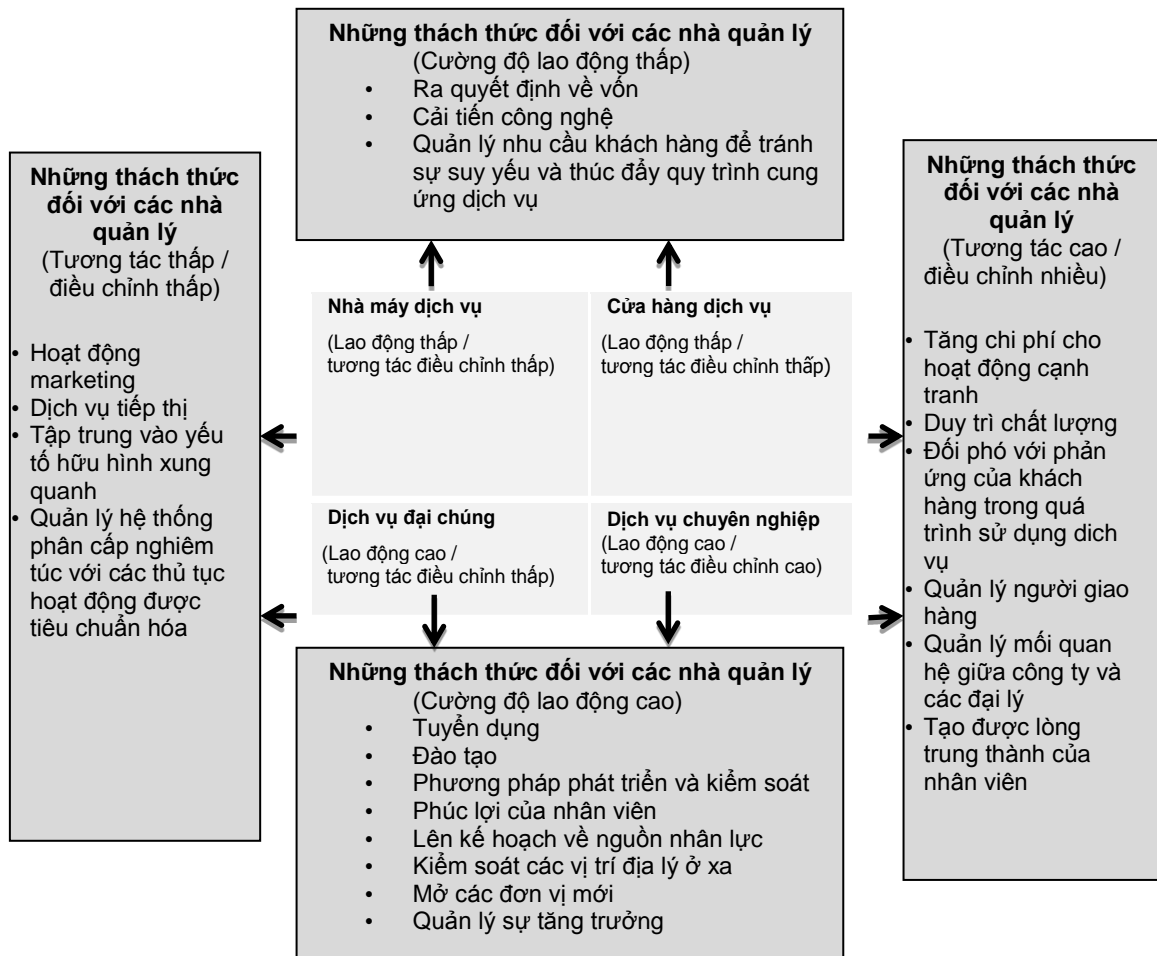 Những thách thức đối với các nhà quản lý
(Cường độ lao động thấp)
• Ra quyết định về vốn
• Cải tiến công nghệ
• Quản lý nhu cầu khách hàng để tránh
sự suy yếu và thúc đẩy quy trình cung
ứng dịch vụ
Những thách thức
đối với các nhà
quản lý
(Tương tác thấp /
điều chỉnh thấp)
• Hoạt động
marketing
• Dịch vụ tiếp thị
• Tập trung vào yếu
tố hữu hình xung
quanh
• Quản lý hệ thống
phân cấp nghiêm
túc với các thủ tục
hoạt động được
tiêu chuẩn hóa
Nhà máy dịch vụ
(Lao động thấp /
tương tác điều chỉnh thấp)
Cửa hàng dịch vụ
(Lao động thấp /
tương tác điều chỉnh thấp)
Dịch vụ đại chúng
(Lao động cao /
tương tác điều chỉnh thấp)
Dịch vụ chuyên nghiệp
(Lao động cao /
tương tác điều chỉnh cao)
Những thách thức
đối với các nhà
quản lý
(Tương tác cao /
điều chỉnh nhiều)
• Tăng chi phí cho
hoạt động cạnh
tranh
• Duy trì chất lượng
• Đối phó với phản
ứng của khách
hàng trong quá
trình sử dụng dich
vụ
• Quản lý người giao
hàng
• Quản lý mối quan
hệ giữa công ty và
các đại lý
• Tạo được lòng
trung thành của
nhân viên
Những thách thức đối với các nhà quản lý
(Cường độ lao động cao)
• Tuyển dụng
• Đào tạo
• Phương pháp phát triển và kiểm soát
• Phúc lợi của nhân viên
• Lên kế hoạch về nguồn nhân lực
• Kiểm soát các vị trí địa lý ở xa
• Mở các đơn vị mới
• Quản lý sự tăng trưởng